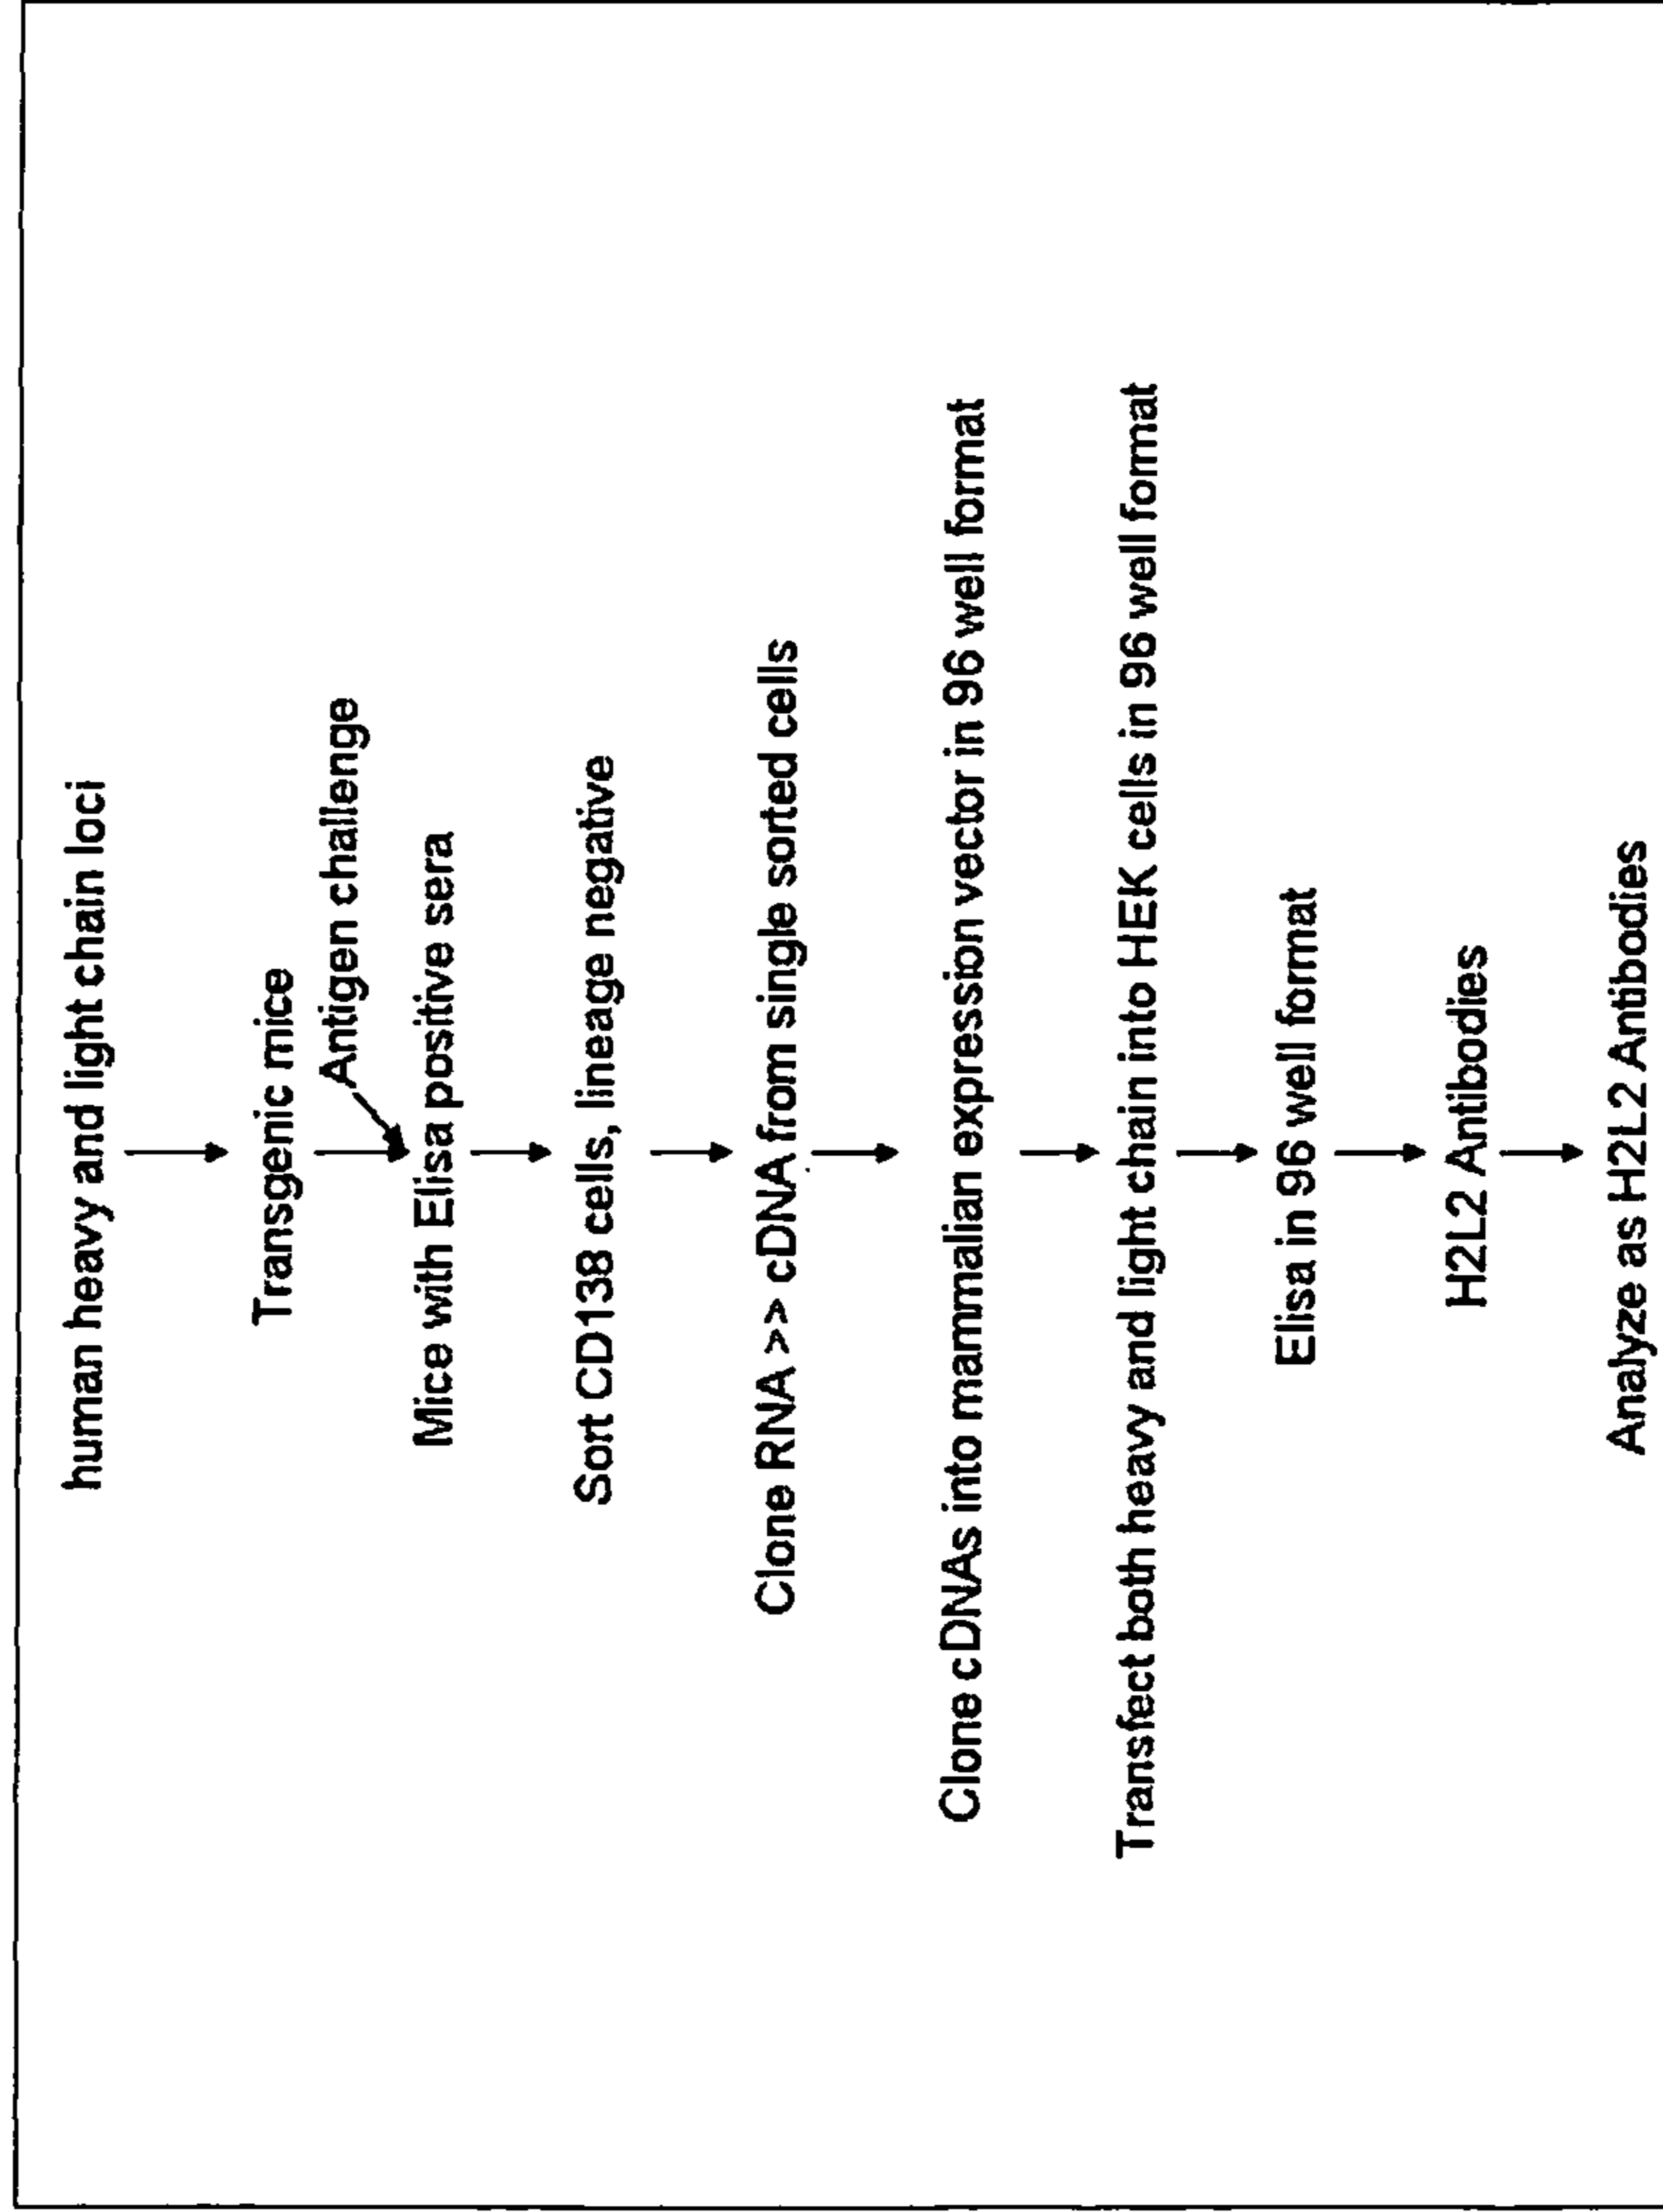 human heavy and light chain loci
Transgenic mice
Antigen challenge
Mice with Elisa positive sera
Sort CD138 cells, lineage negative
Clone RNA >> cDNA from single sorted cells
Clone cDNAs into mammalian expression vector in 96 well format
Transfect both heavy and light chain into HEK cells in 96 well format
Elisa in 96 well format
H2L2 Antibodies
Analyze as H2L2 Antibodies